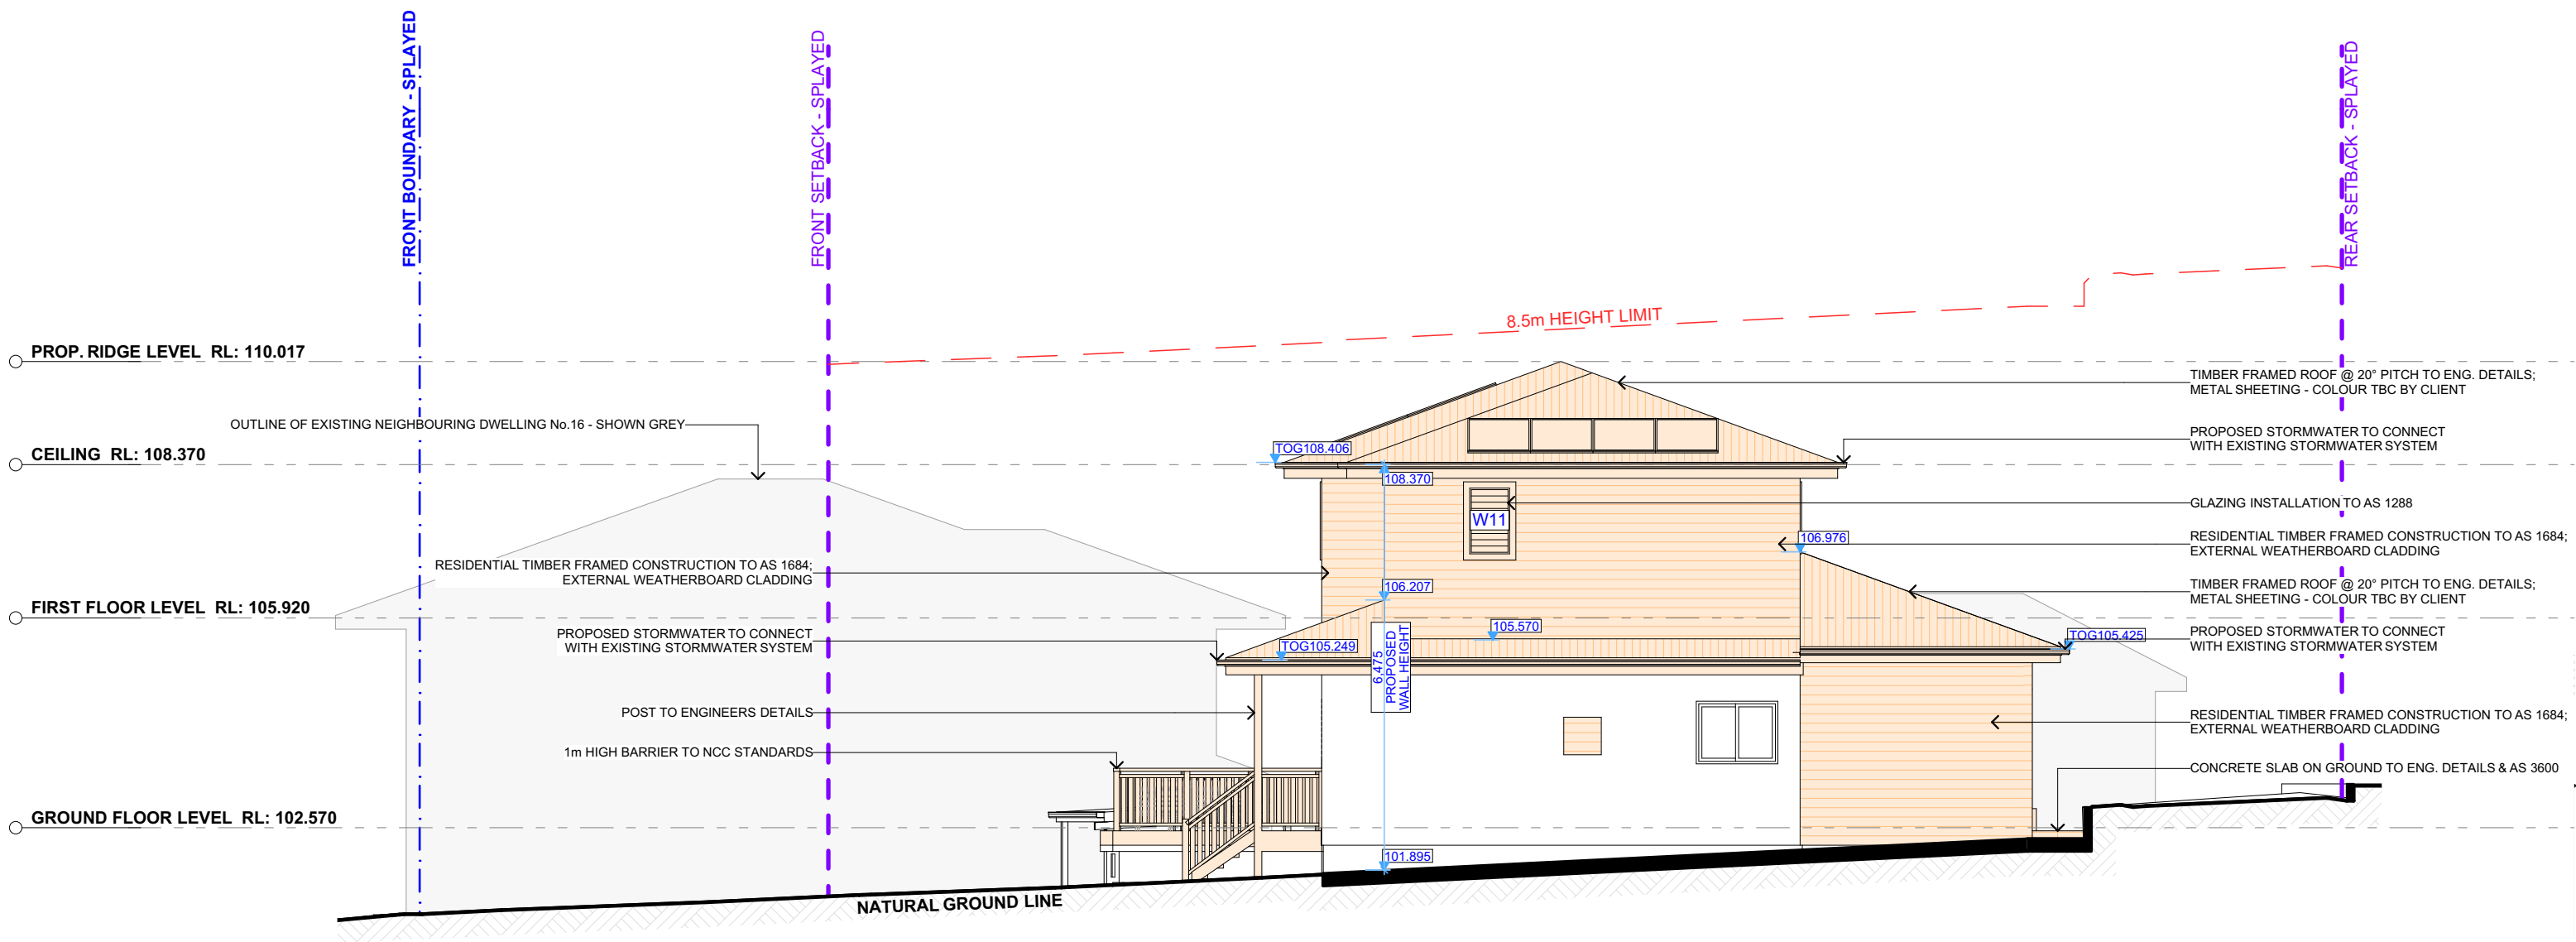 FRONT BOUNDARY - SPLAYED
FRONT SETBACK - SPLAYED
REAR SETBACK - SPLAYED
8.5m HEIGHT LIMIT
PROP. RIDGE LEVEL RL: 110.017
OUTLINE OF EXISTING NEIGHBOURING DWELLING No.16 - SHOWN GREY
CEILING RL: 108.370
RESIDENTIAL TIMBER FRAMED CONSTRUCTION TO AS 1684;
EXTERNAL WEATHERBOARD CLADDING
FIRST FLOOR LEVEL RL: 105.920
PROPOSED STORMWATER TO CONNECT
WITH EXISTING STORMWATER SYSTEM
POST TO ENGINEERS DETAILS
1m HIGH BARRIER TO NCC STANDARDS
GROUND FLOOR LEVEL RL: 102.570
NATURAL GROUND LINE
TOG108.406
108.370
W11
106.976
106.207
105.570
TOG105.249
TOG105.425
6,475
PROPOSED
WALL HEIGHT
101.895
TIMBER FRAMED ROOF @ 20° PITCH TO ENG. DETAILS;
METAL SHEETING - COLOUR TBC BY CLIENT
PROPOSED STORMWATER TO CONNECT
WITH EXISTING STORMWATER SYSTEM
GLAZING INSTALLATION TO AS 1288
RESIDENTIAL TIMBER FRAMED CONSTRUCTION TO AS 1684;
EXTERNAL WEATHERBOARD CLADDING
TIMBER FRAMED ROOF @ 20° PITCH TO ENG. DETAILS;
METAL SHEETING - COLOUR TBC BY CLIENT
PROPOSED STORMWATER TO CONNECT
WITH EXISTING STORMWATER SYSTEM
RESIDENTIAL TIMBER FRAMED CONSTRUCTION TO AS 1684;
EXTERNAL WEATHERBOARD CLADDING
CONCRETE SLAB ON GROUND TO ENG. DETAILS & AS 3600